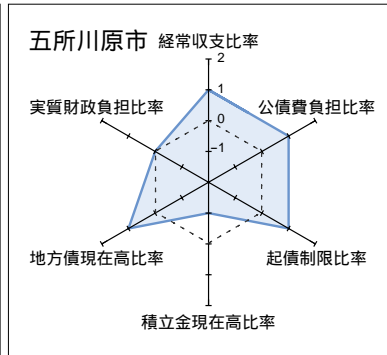 五所川原市
経常収支比率
2
実質財政負担比率
1
公債費負担比率
0
−1
地方債現在高比率
起債制限比率
積立金現在高比率